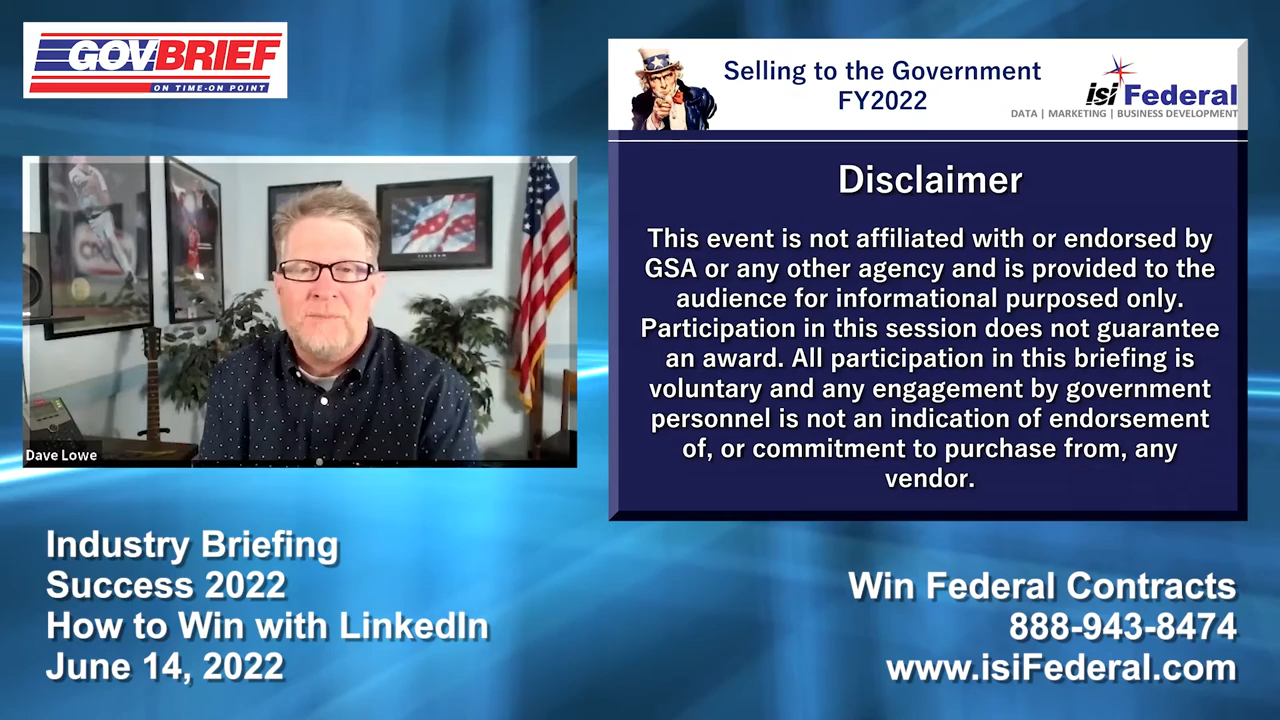 GOVBRIEF
ON TIME-ON POINT
Selling to the Government
FY2022
isi Federal
DATA | MARKETING | BUSINESS DEVELOPMENT
Disclaimer
This event is not affiliated with or endorsed by
GSA or any other agency and is provided to the
audience for informational purposed only.
Participation in this session does not guarantee
an award. All participation in this briefing is
voluntary and any engagement by government
personnel is not an indication of endorsement
of, or commitment to purchase from, any
vendor.
freedom
Dave Lowe
Industry Briefing
Success 2022
How to Win with LinkedIn
June 14, 2022
Win Federal Contracts
888-943-8474
www.isiFederal.com